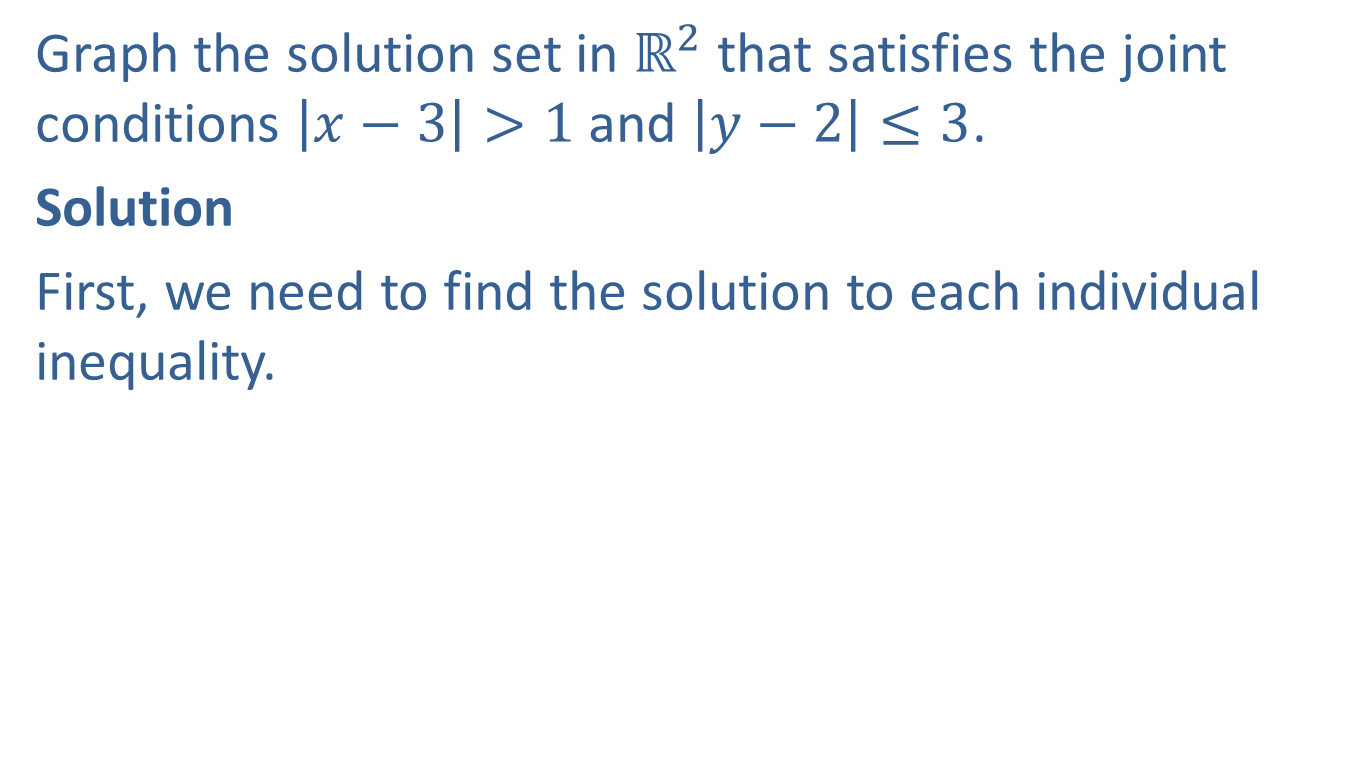 Graph the solution set in ℝ² that satisfies the joint
conditions |𝑥 − 3| > 1 and |𝑦 − 2| ≤ 3.
Solution
First, we need to find the solution to each individual
inequality.